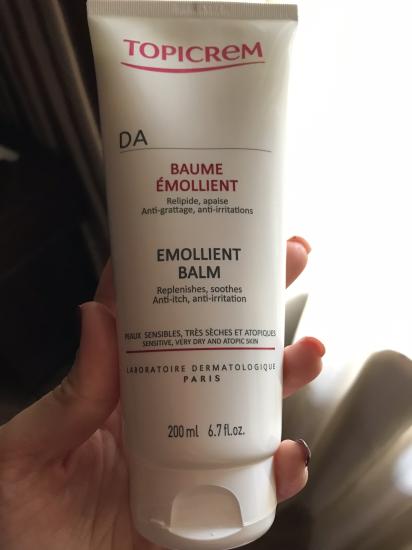 TOPICREM
DA
BAUME
ÉMOLLIENT
Relipide, apaise
Anti-grattage, anti-irritations
EMOLLIENT
BALM
Replenishes, soothes
Anti-itch, anti-irritation
PEAUX SENSIBLES, TRÈS SÈCHES ET ATOPIQUES
SENSITIVE, VERY DRY AND ATOPIC SKIN
LABORATOIRE DERMATOLOGIQUE
PARIS
200 ml 6.7 fl.oz.